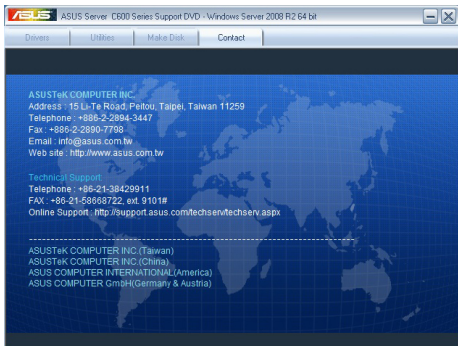 ASUS ASUS Server C600 Series Support DVD - Windows Server 2008 R2 64 bit
Drivers Utilities Make Disk Contact
ASUSTeK COMPUTER INC.
Address : 15 Li-Te Road, Peitou, Taipei, Taiwan 11259
Telephone : +886-2-2894-3447
Fax : +886-2-2890-7798
Email : info@asus.com.tw
Web site : http://www.asus.com.tw
Technical Support
Telephone : +86-21-38429911
FAX : +86-21-58668722, ext. 9101#
Online Support : http://support.asus.com/techserv/techserv.aspx
ASUSTeK COMPUTER INC.(Taiwan)
ASUSTeK COMPUTER INC.(China)
ASUS COMPUTER INTERNATIONAL(America)
ASUS COMPUTER GmbH(Germany & Austria)